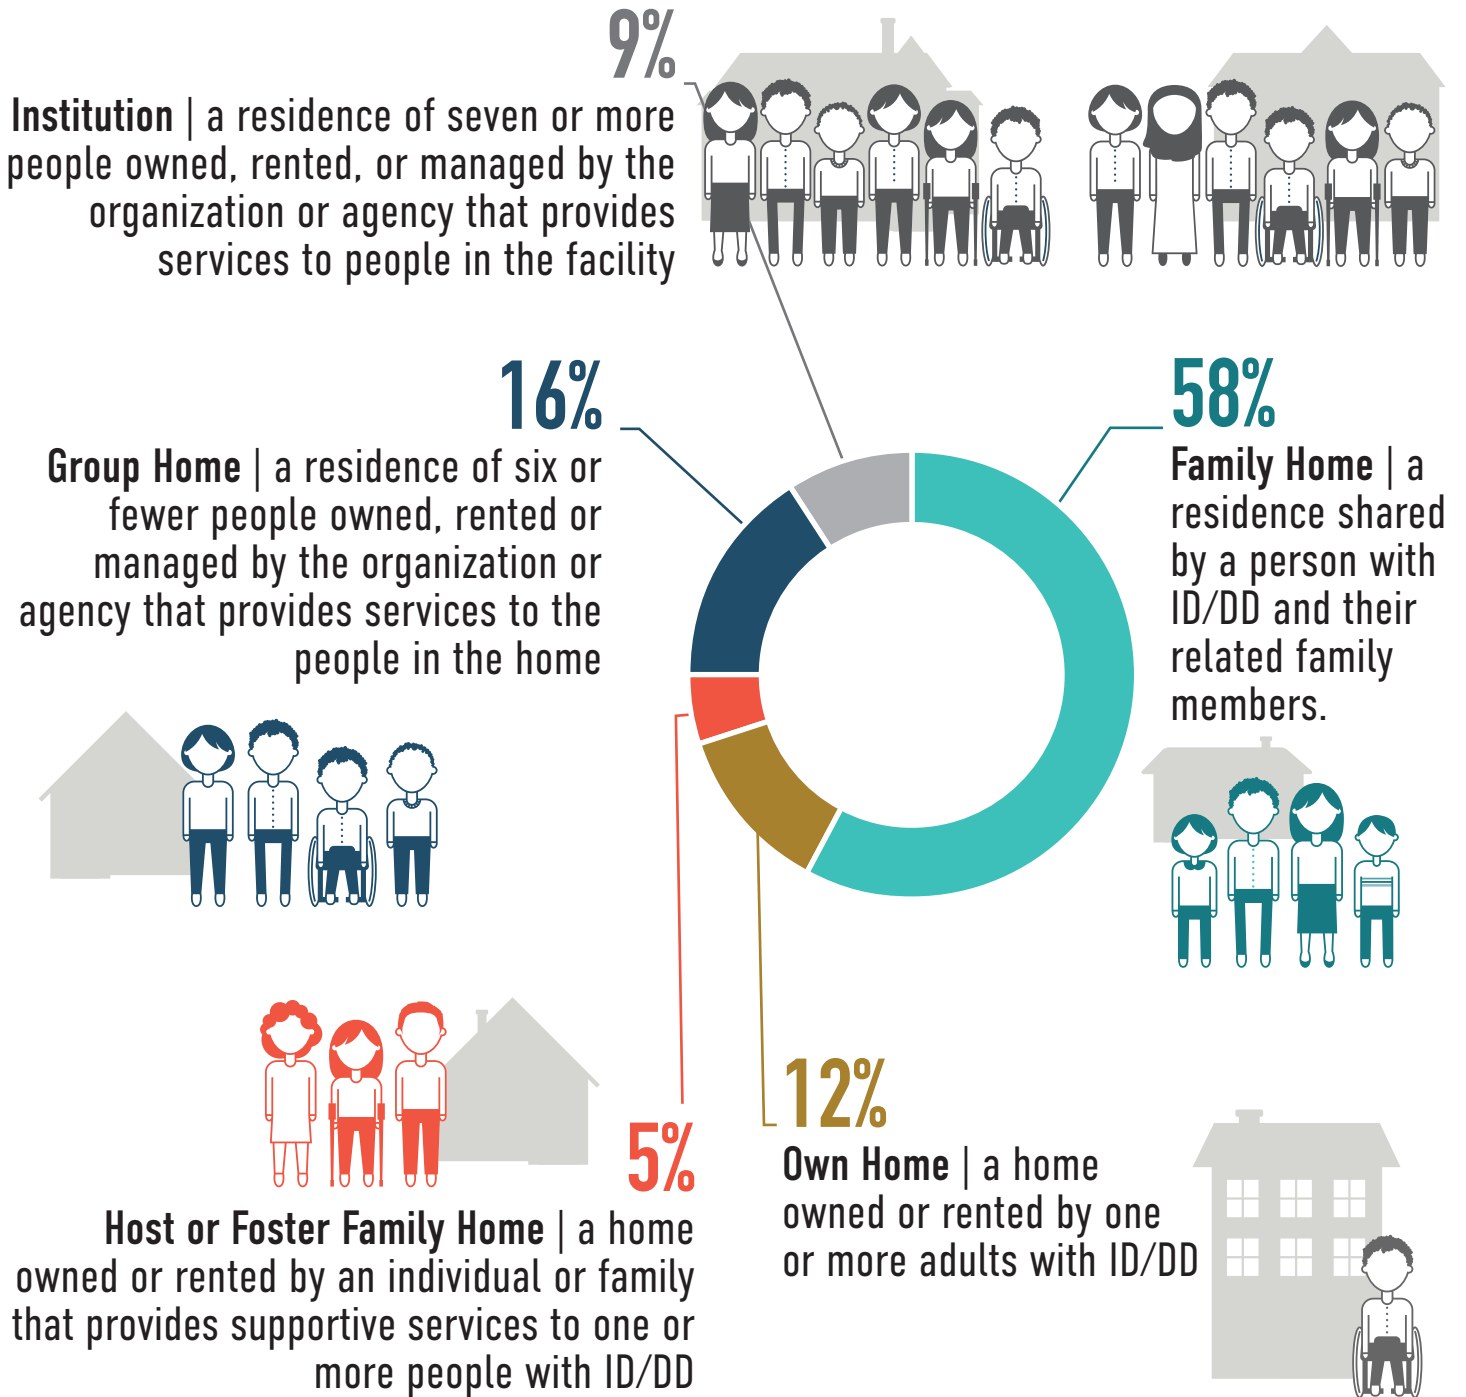 9%
Institution | a residence of seven or more
people owned, rented, or managed by the
organization or agency that provides
services to people in the facility
16%
Group Home | a residence of six or
fewer people owned, rented or
managed by the organization or
agency that provides services to the
people in the home
58%
Family Home | a
residence shared
by a person with
ID/DD and their
related family
members.
5%
Host or Foster Family Home | a home
owned or rented by an individual or family
that provides supportive services to one or
more people with ID/DD
12%
Own Home | a home
owned or rented by one
or more adults with ID/DD